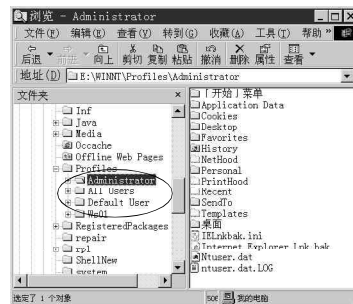 浏览 - Administrator
文件(F) 编辑(E) 查看(V) 转到(G) 收藏(A) 工具(T) 帮助 »
后退 前进 向上 剪切 复制 粘贴 撤消 删除 属性 查看
地址(D) E:\WINNT\Profiles\Administrator
文件夹 ×
Inf
Java
Media
Occache
Offline Web Pages
Profiles
Administrator
All Users
Default User
Ws01
RegisteredPackages
repair
rpl
ShellNew
system
「开始」菜单
Application Data
Cookies
Desktop
Favorites
History
NetHood
Personal
PrintHood
Recent
SendTo
Templates
桌面
IELnkbak.ini
Internet Explorer Lnk bak
Ntuser.dat
ntuser.dat.LOG
选定了 1 个对象
我的电脑